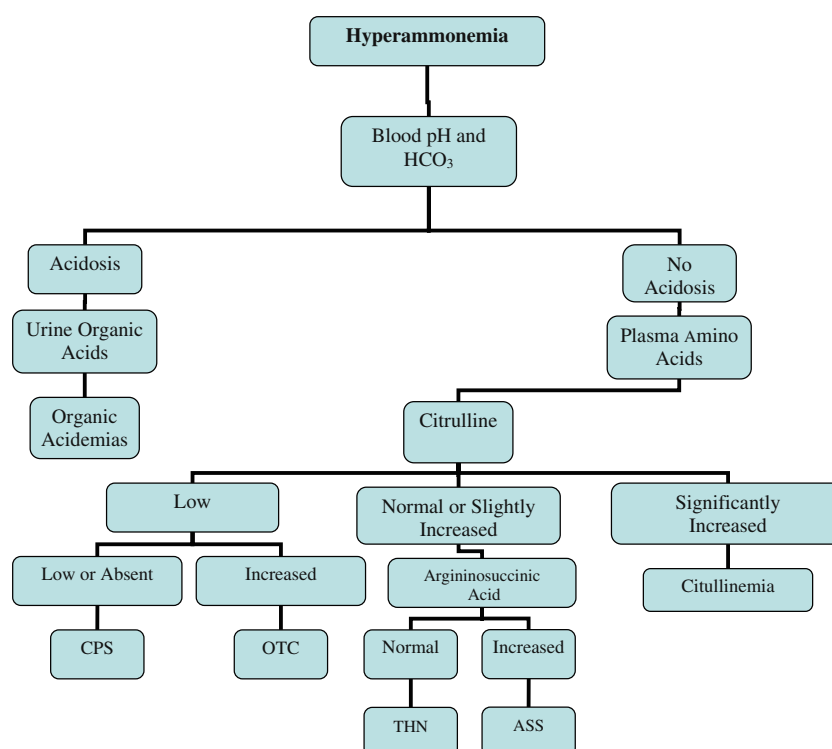 Hyperammonemia
Blood pH and
HCO₃
Acidosis
No
Acidosis
Urine Organic
Acids
Plasma Amino
Acids
Organic
Acidemias
Citrulline
Low
Normal or Slightly
Increased
Significantly
Increased
Low or Absent
Increased
Argininosuccinic
Acid
Citullinemia
CPS
OTC
Normal
Increased
THN
ASS